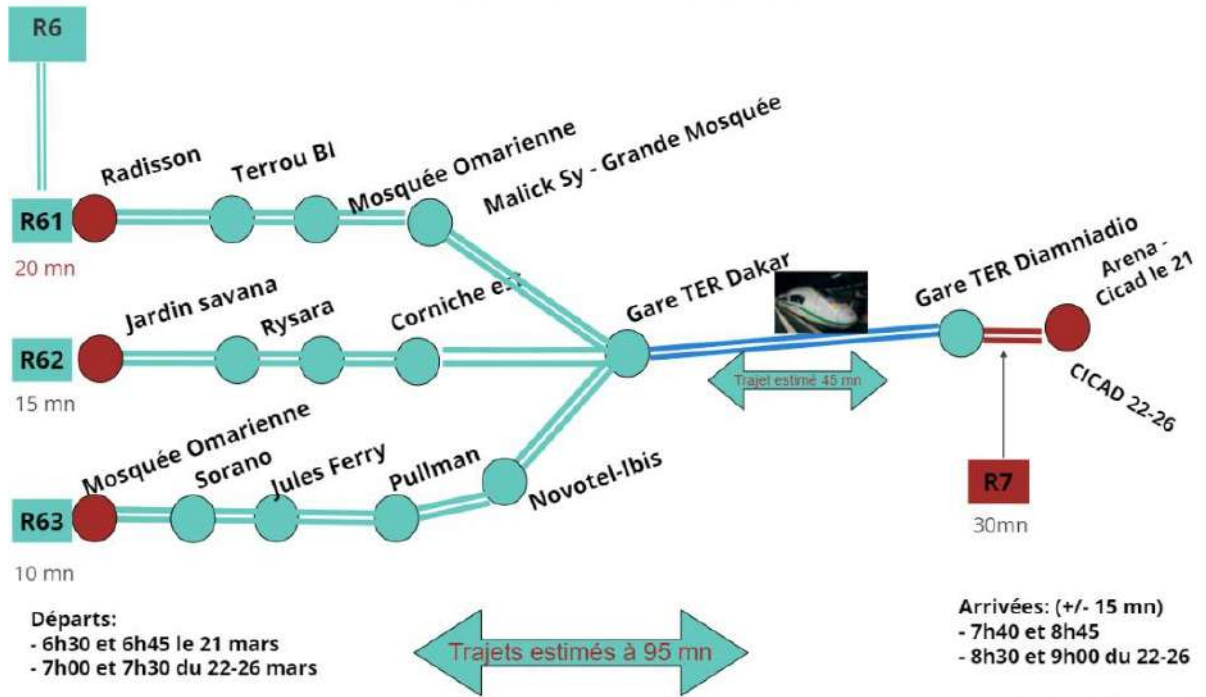 R6
Radisson
Terrou BI
Mosquée Omarienne
Malick Sy - Grande Mosquée
R61
20 mn
Jardin savana
Rysara
Corniche est
Gare TER Dakar
Gare TER Diamniadio
Arena -
Cicad le 21
R62
15 mn
Trajet estimé 45 mn
CICAD 22-26
Mosquée Omarienne
Sorano
Jules Ferry
Pullman
Novotel-Ibis
R63
10 mn
R7
30mn
Départs:
- 6h30 et 6h45 le 21 mars
- 7h00 et 7h30 du 22-26 mars
Trajets estimés à 95 mn
Arrivées: (+/- 15 mn)
- 7h40 et 8h45
- 8h30 et 9h00 du 22-26